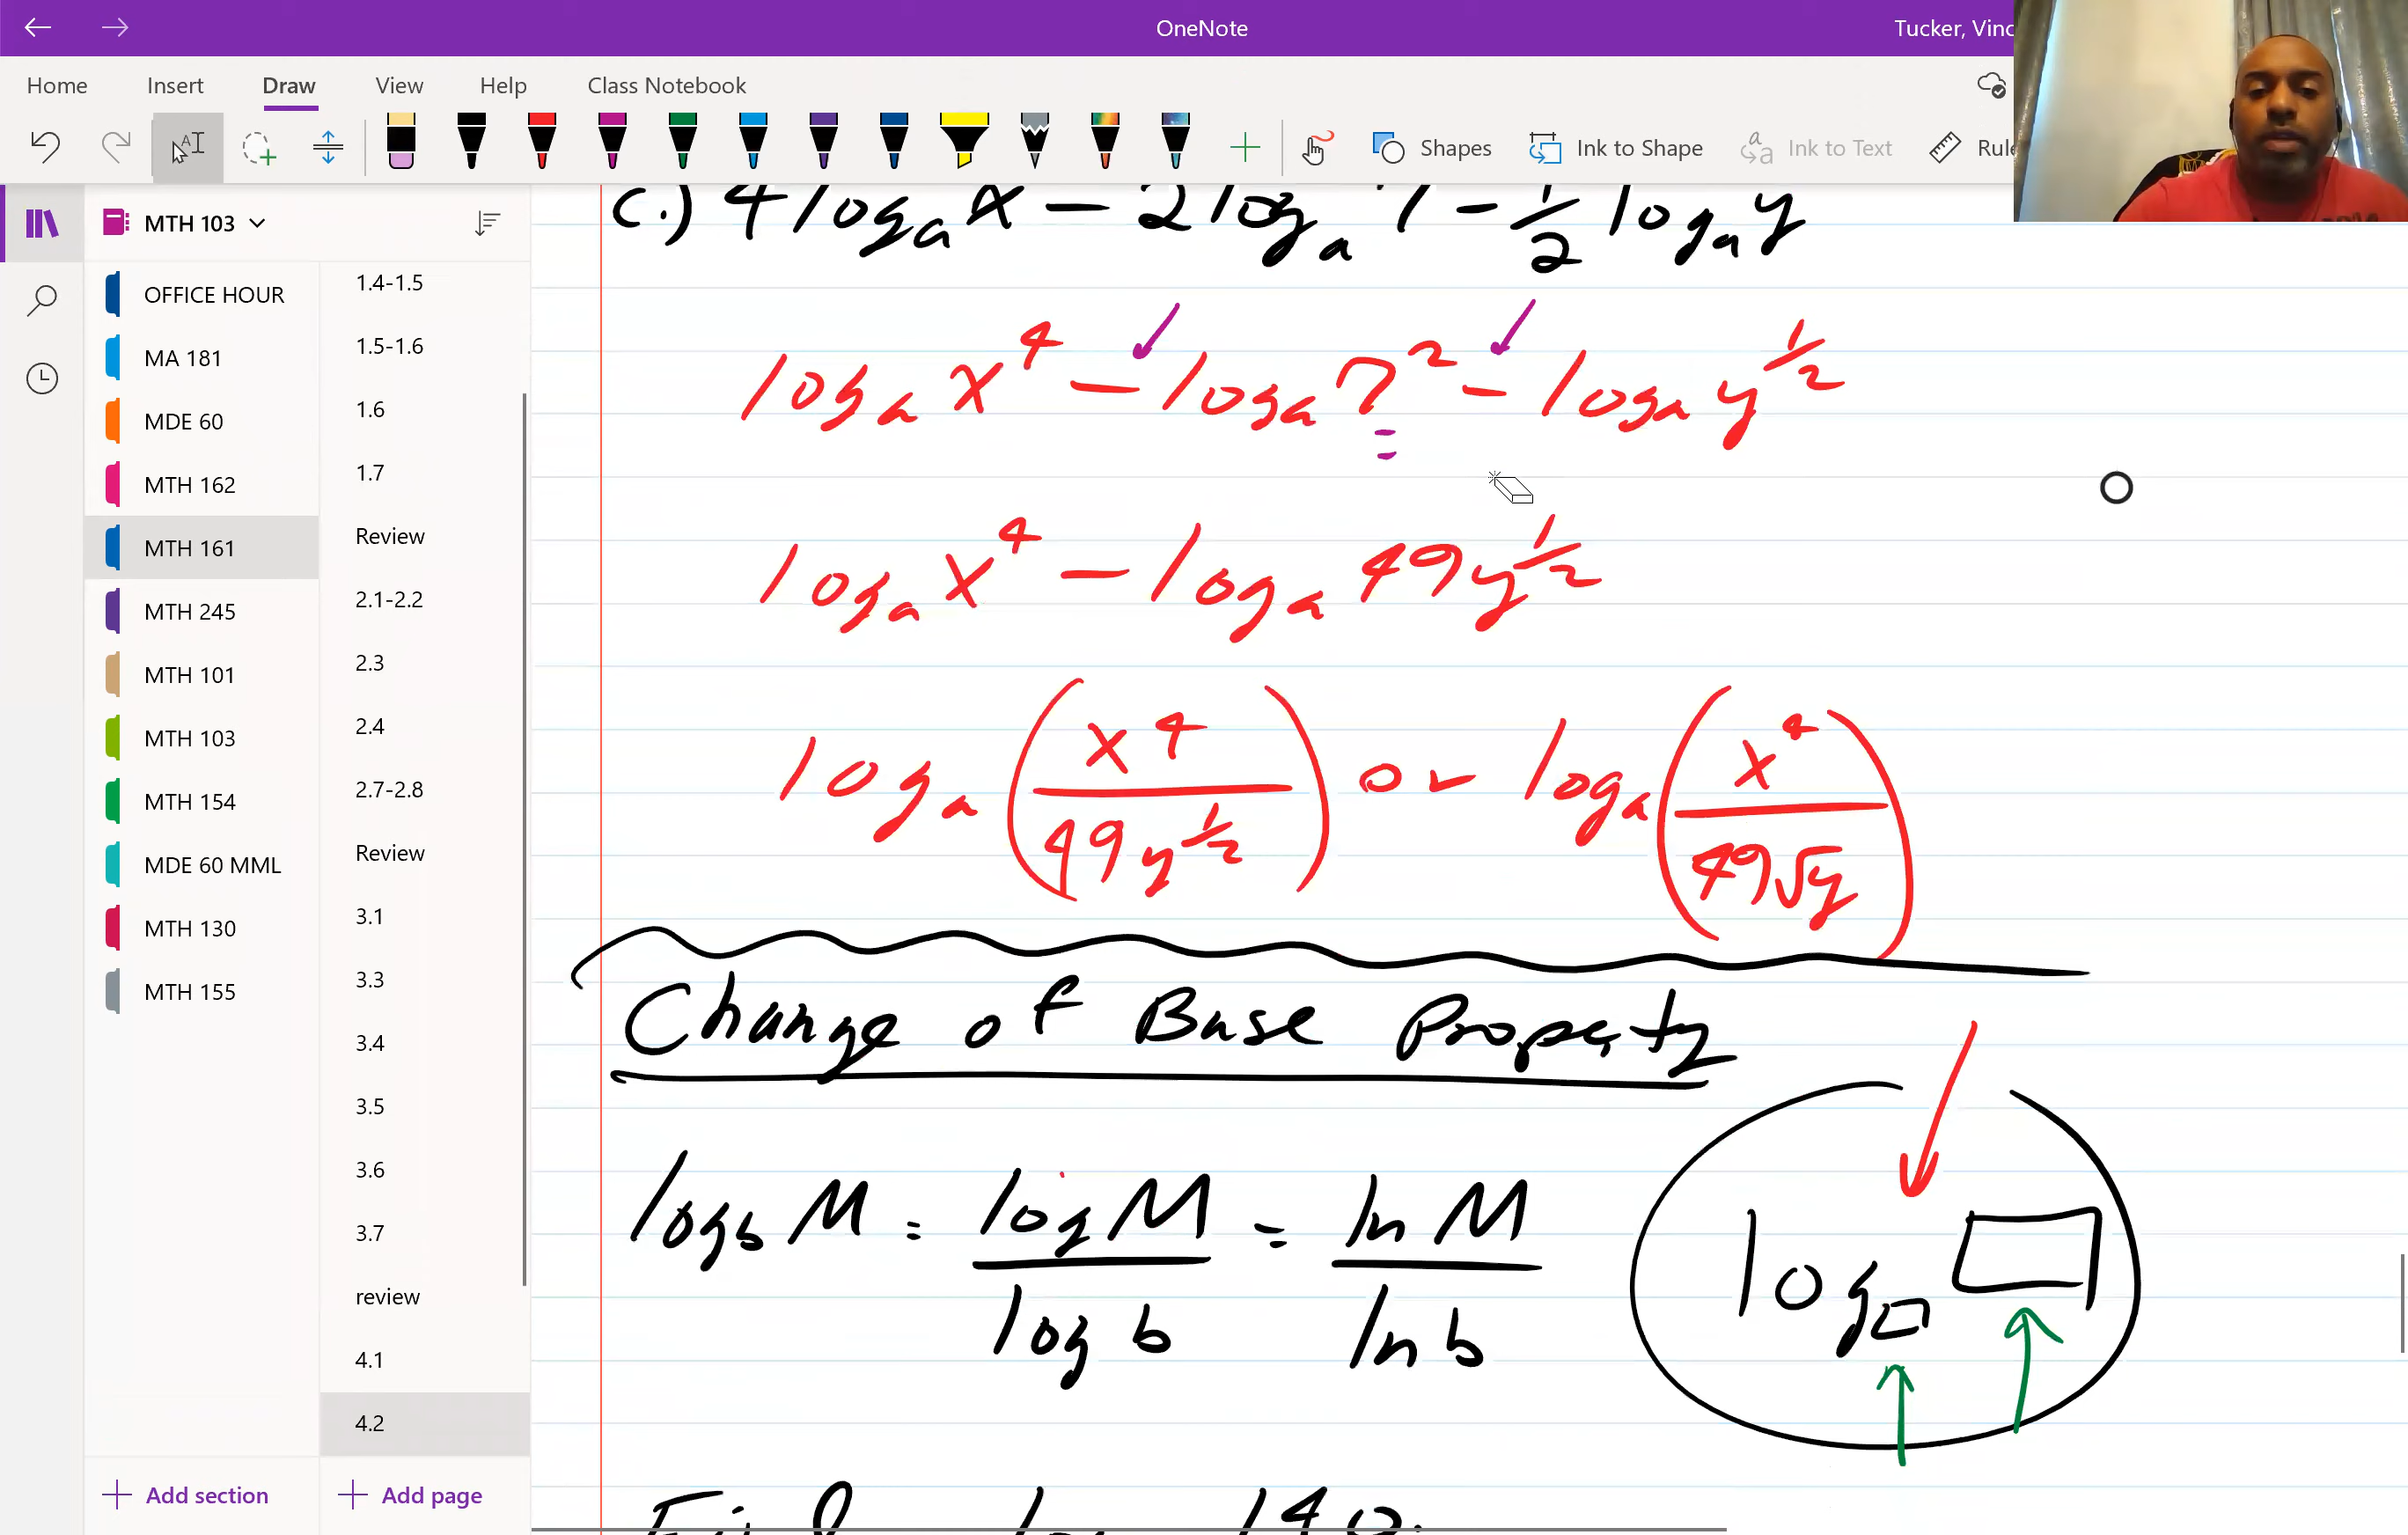 OneNote
Tucker, Vinc
Home Insert Draw View Help Class Notebook
Shapes Ink to Shape Ink to Text Rule
MTH 103
OFFICE HOUR
MA 181
MDE 60
MTH 162
MTH 161
MTH 245
MTH 101
MTH 103
MTH 154
MDE 60 MML
MTH 130
MTH 155
Add section
1.4-1.5
1.5-1.6
1.6
1.7
Review
2.1-2.2
2.3
2.4
2.7-2.8
Review
3.1
3.3
3.4
3.5
3.6
3.7
review
4.1
4.2
Add page
c.) 4 log_a x − 2 log_a 7 − 1/2 log_a y
log_a x^4 − log_a 7^2 − log_a y^1/2
log_a x^4 − log_a 49y^1/2
log_a (x^4 / 49y^1/2) or log_a (x^4 / 49√y)
Change of Base Property
log_b M = log M / log b = ln M / ln b
log□ □